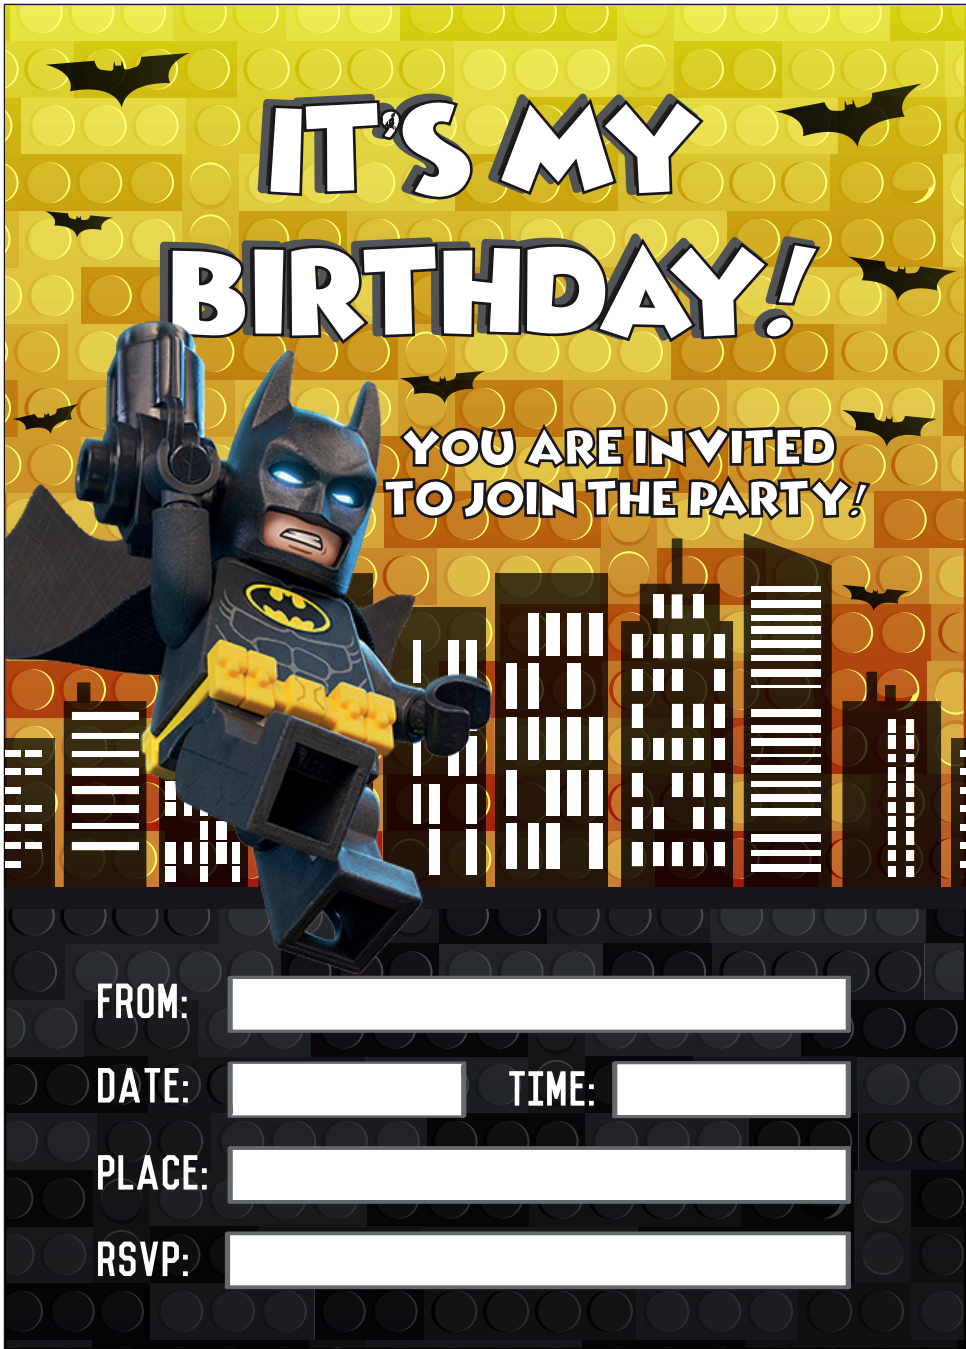 IT'S MY
BIRTHDAY!
YOU ARE INVITED
TO JOIN THE PARTY!
FROM:
DATE:
TIME:
PLACE:
RSVP: